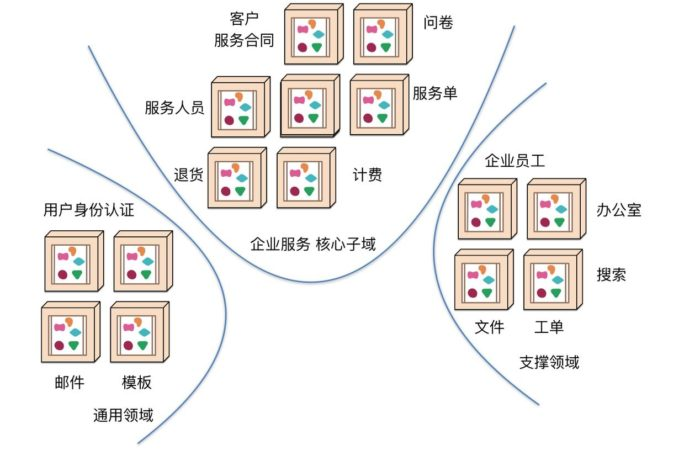 客户
服务合同
问卷
服务人员
服务单
退货
计费
企业服务 核心子域
用户身份认证
邮件
模板
通用领域
企业员工
办公室
搜索
文件
工单
支撑领域